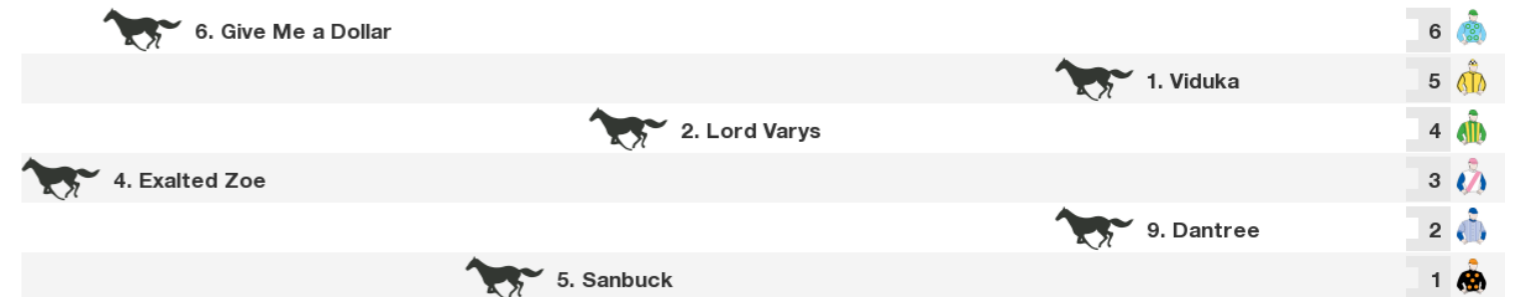 6. Give Me a Dollar 6
1. Viduka 5
2. Lord Varys 4
4. Exalted Zoe 3
9. Dantree 2
5. Sanbuck 1